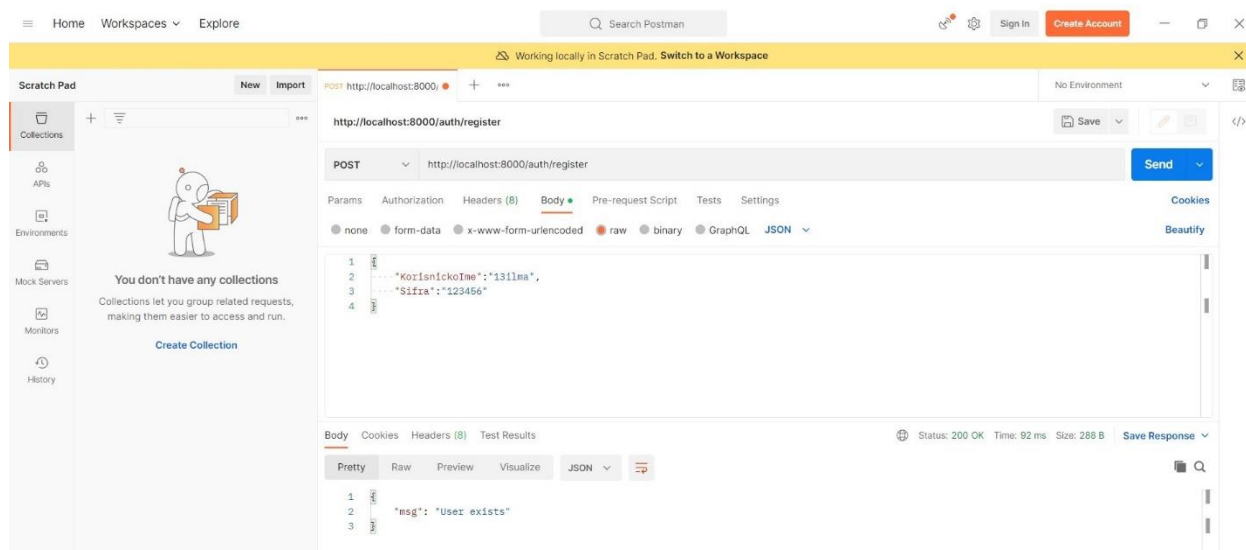 Home Workspaces Explore Search Postman Sign In Create Account
Working locally in Scratch Pad. Switch to a Workspace
Scratch Pad New Import POST http://localhost:8000/ No Environment
Collections
APIs
Environments
Mock Servers
Monitors
History
You don't have any collections
Collections let you group related requests,
making them easier to access and run.
Create Collection
http://localhost:8000/auth/register Save
POST http://localhost:8000/auth/register Send
Params Authorization Headers (8) Body Pre-request Script Tests Settings Cookies
none form-data x-www-form-urlencoded raw binary GraphQL JSON Beautify
1 {
2 "KorisnickoIme":"131lma",
3 "Sifra":"123456"
4 }
Body Cookies Headers (8) Test Results Status: 200 OK Time: 92 ms Size: 288 B Save Response
Pretty Raw Preview Visualize JSON
1 {
2 "msg": "User exists"
3 }